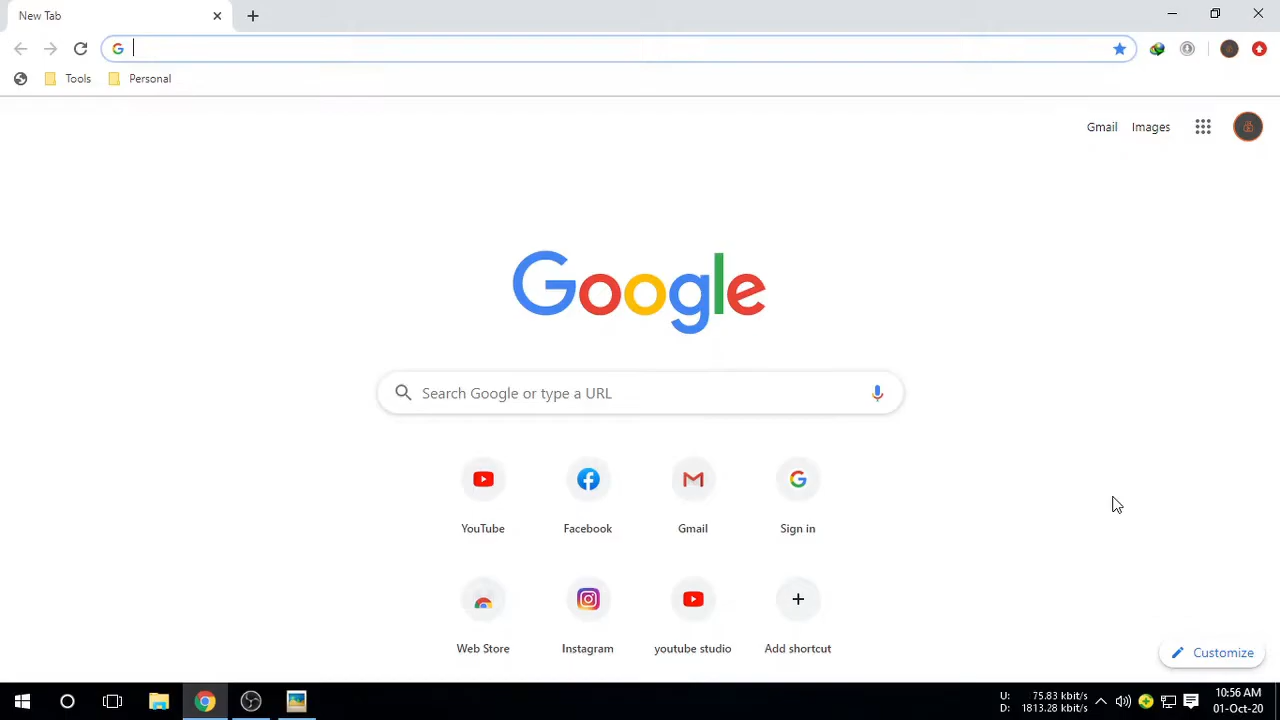 New Tab
Tools
Personal
Gmail
Images
Google
Search Google or type a URL
YouTube
Facebook
Gmail
Sign in
Web Store
Instagram
youtube studio
Add shortcut
Customize
U: 75.83 kbit/s
D: 1813.28 kbit/s
10:56 AM
01-Oct-20